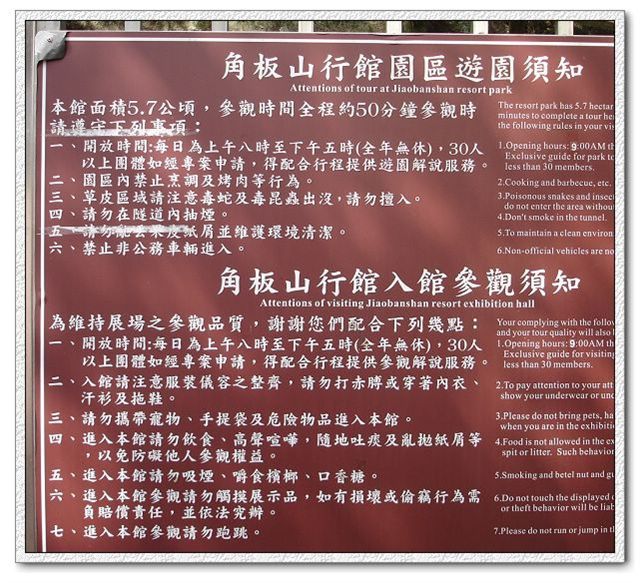 角板山行館園區遊園須知
Attentions of tour at Jiaobanshan resort park
本館面積5.7公頃，參觀時間全程約50分鐘參觀時
請遵守下列事項：
一、開放時間:每日為上午八時至下午五時(全年無休)，30人
以上團體如經專案申請，得配合行程提供遊園解說服務。
二、園區內禁止烹調及烤肉等行為。
三、草皮區域請注意毒蛇及毒昆蟲出沒，請勿擅入。
四、請勿在隧道內抽煙。
五、請勿亂丟果皮紙屑並維護環境清潔。
六、禁止非公務車輛進入。
The resort park has 5.7 hectar
minutes to complete a tour he
the following rules in your vis
1.Opening hours: 9:00AM th
Exclusive guide for park to
less than 30 members.
2.Cooking and barbecue, etc.
3.Poisonous snakes and insec
do not enter the area withou
4.Don't smoke in the tunnel.
5.To maintain a clean environ
6.Non-official vehicles are no
角板山行館入館參觀須知
Attentions of visiting Jiaobanshan resort exhibition hall
為維持展場之參觀品質，謝謝您們配合下列幾點：
一、開放時間:每日為上午八時至下午五時(全年無休)，30人
以上團體如經專案申請，得配合行程提供參觀解說服務。
二、入館請注意服裝儀容之整齊，請勿打赤膊或穿著內衣、
汗衫及拖鞋。
三、請勿攜帶寵物、手提袋及危險物品進入本館。
四、進入本館請勿飲食、高聲喧嘩，隨地吐痰及亂拋紙屑等
，以免防礙他人參觀權益。
五、進入本館請勿吸煙、嚼食檳榔、口香糖。
六、進入本館參觀請勿觸摸展示品，如有損壞或偷竊行為需
負賠償責任，並依法究辦。
七、進入本館參觀請勿跑跳。
Your complying with the follow
and your tour quality will also b
1.Opening hours: 9:00AM th
Exclusive guide for visiting
less than 30 members.
2.To pay attention to your att
show your underwear or und
3.Please do not bring pets, ha
when you are in the exhibiti
4.Food is not allowed in the ex
spit or litter. Such behavior
5.Smoking and betel nut and gu
6.Do not touch the displayed o
or theft behavior will be liab
7.Please do not run or jump in th